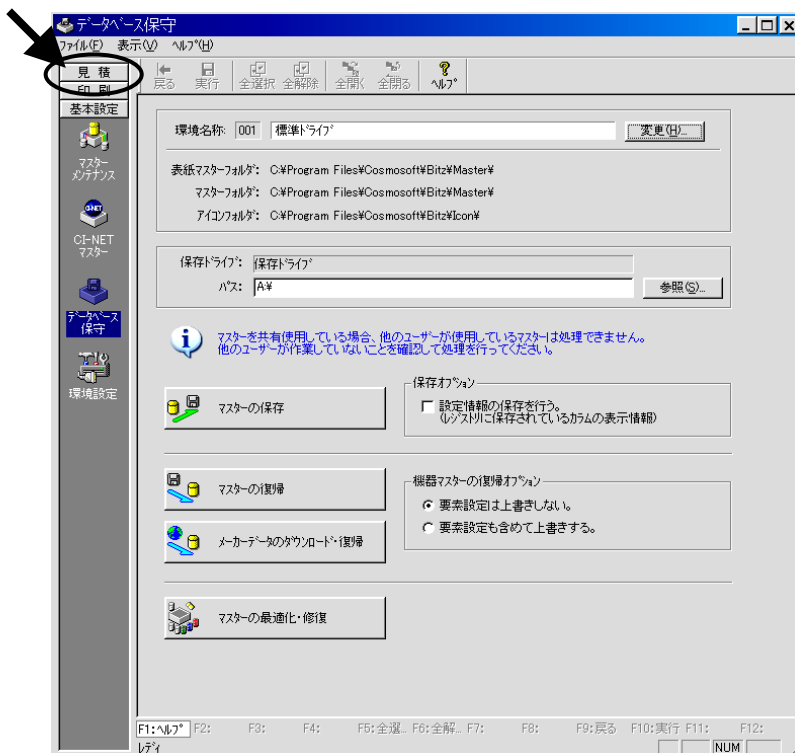 データベース保守
ファイル(F) 表示(V) ヘルプ(H)
見 積
印 刷
基本設定
戻る 実行 全選択 全解除 全開く 全閉る ヘルプ
マスター
メンテナンス
CI-NET
マスター
データベース
保守
環境設定
環境名称: 001 標準ドライブ 変更(H)...
表紙マスターフォルダ: C:¥Program Files¥Cosmosoft¥Bitz¥Master¥
マスターフォルダ: C:¥Program Files¥Cosmosoft¥Bitz¥Master¥
アイコンフォルダ: C:¥Program Files¥Cosmosoft¥Bitz¥Icon¥
保存ドライブ: 保存ドライブ
パス: A:¥ 参照(S)...
マスターを共有使用している場合、他のユーザーが使用しているマスターは処理できません。
他のユーザーが作業していないことを確認して処理を行ってください。
マスターの保存
保存オプション
設定情報の保存を行う。
(レジストリに保存されているカラムの表示情報)
マスターの復帰
機器マスターの復帰オプション
要素設定は上書きしない。
要素設定も含めて上書きする。
メーカーデータのダウンロード・復帰
マスターの最適化・修復
F1:ヘルプ F2: F3: F4: F5:全選... F6:全解... F7: F8: F9:戻る F10:実行 F11: F12:
レディ NUM